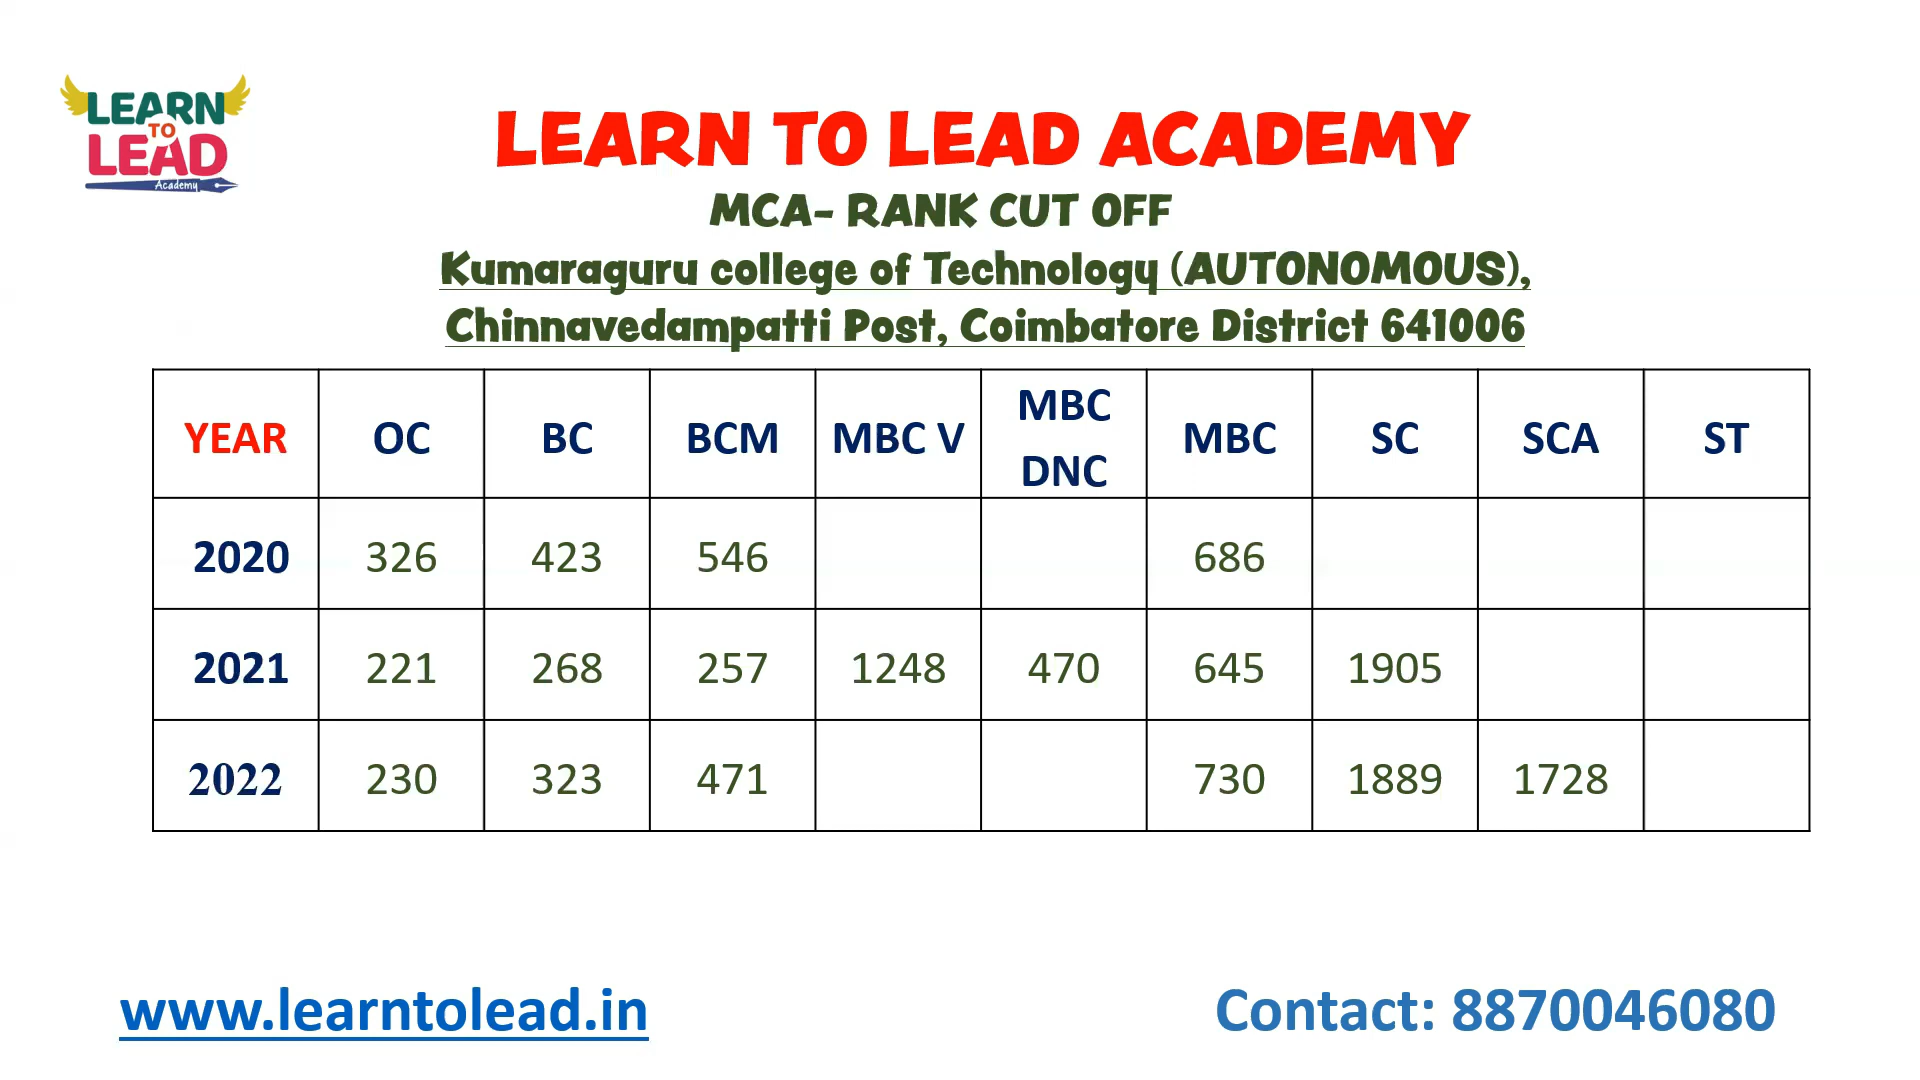 LEARN
TO
LEAD
Academy
LEARN TO LEAD ACADEMY
MCA- RANK CUT OFF
Kumaraguru college of Technology (AUTONOMOUS),
Chinnavedampatti Post, Coimbatore District 641006
YEAR OC BC BCM MBC V MBC DNC MBC SC SCA ST
2020 326 423 546 686
2021 221 268 257 1248 470 645 1905
2022 230 323 471 730 1889 1728
www.learntolead.in Contact: 8870046080